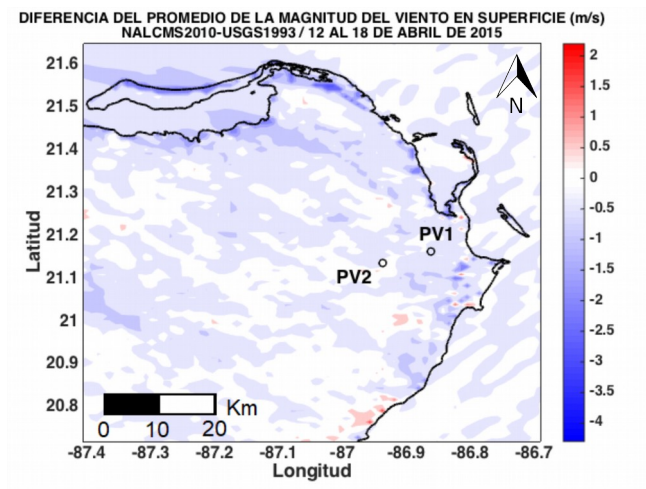 DIFERENCIA DEL PROMEDIO DE LA MAGNITUD DEL VIENTO EN SUPERFICIE (m/s)
NALCMS2010-USGS1993 / 12 AL 18 DE ABRIL DE 2015
21.6
21.5
21.4
21.3
21.2
21.1
21
20.9
20.8
Latitud
N
PV1
PV2
Km
0 10 20
-87.4 -87.3 -87.2 -87.1 -87 -86.9 -86.8 -86.7
Longitud
2
1.5
1
0.5
0
-0.5
-1
-1.5
-2
-2.5
-3
-3.5
-4